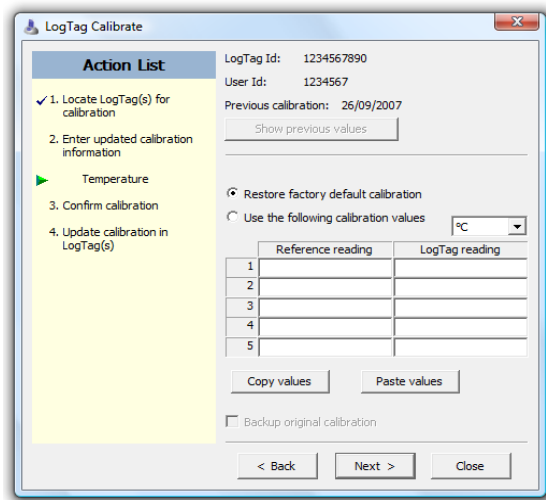 LogTag Calibrate
Action List
1. Locate LogTag(s) for
calibration
2. Enter updated calibration
information
Temperature
3. Confirm calibration
4. Update calibration in
LogTag(s)
LogTag Id: 1234567890
User Id: 1234567
Previous calibration: 26/09/2007
Show previous values
Restore factory default calibration
Use the following calibration values
ºC
Reference reading LogTag reading
1
2
3
4
5
Copy values Paste values
Backup original calibration
< Back Next > Close